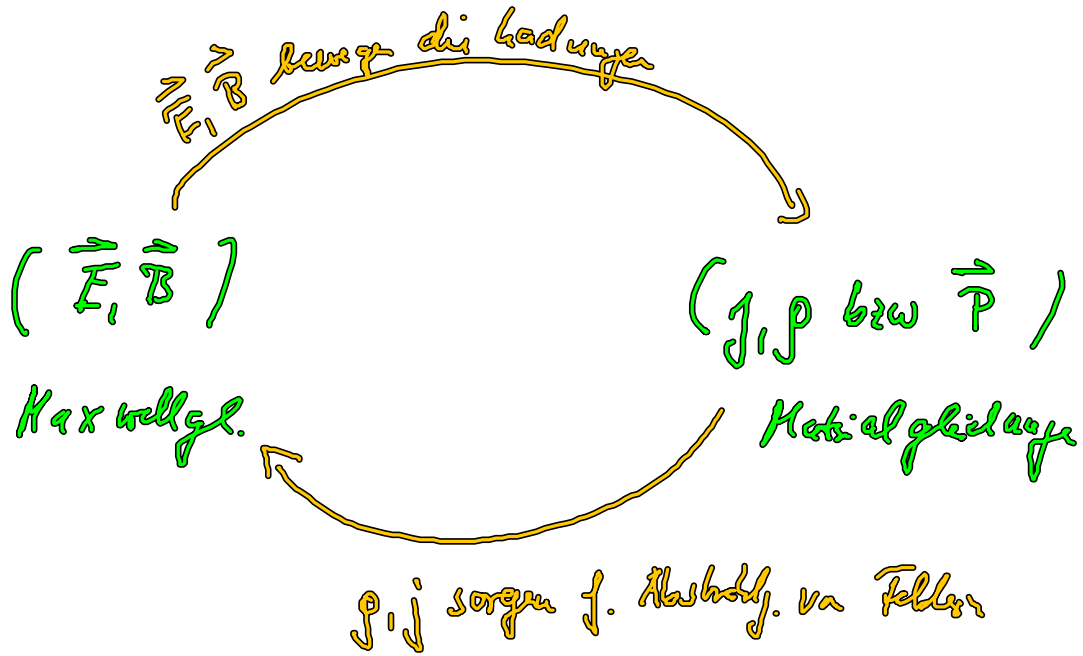 E⃗, B⃗ bewegen die Ladungen
( E⃗, B⃗ )
( j, ρ bzw P⃗ )
Maxwellgl.
Materialgleichungen
ρ, j sorgen f. Abstrahlg. von Feldern